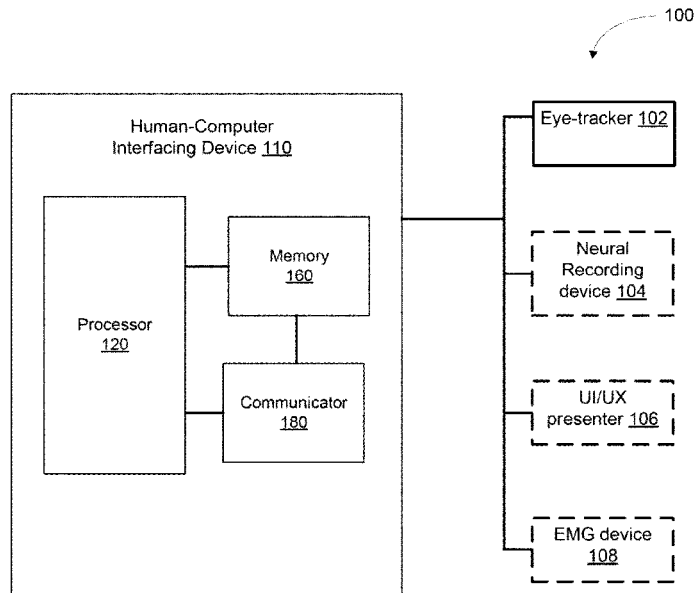 100
Human-Computer
Interfacing Device 110
Processor
120
Memory
160
Communicator
180
Eye-tracker 102
Neural
Recording
device 104
UI/UX
presenter 106
EMG device
108